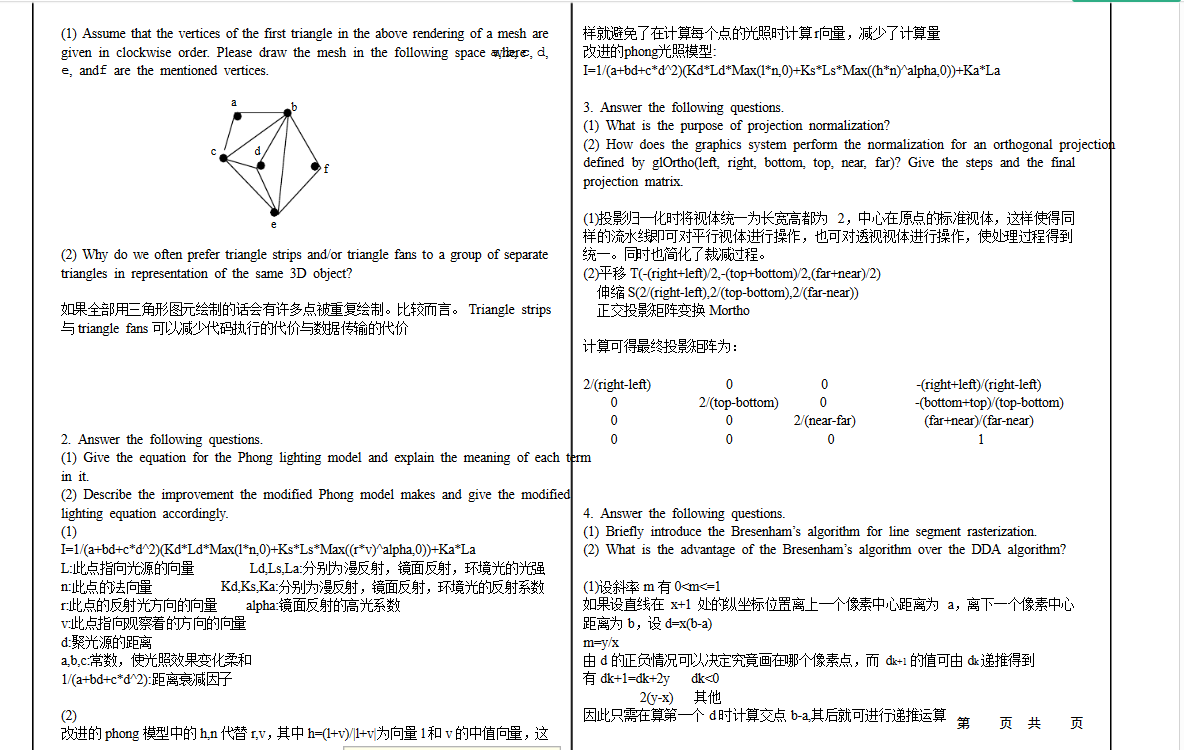 (1) Assume that the vertices of the first triangle in the above rendering of a mesh are
given in clockwise order. Please draw the mesh in the following space where d,
e, and f are the mentioned vertices.
a
b
c
d
f
e
(2) Why do we often prefer triangle strips and/or triangle fans to a group of separate
triangles in representation of the same 3D object?
如果全部用三角形图元绘制的话会有许多点被重复绘制。比较而言。 Triangle strips
与 triangle fans 可以减少代码执行的代价与数据传输的代价
2. Answer the following questions.
(1) Give the equation for the Phong lighting model and explain the meaning of each term
in it.
(2) Describe the improvement the modified Phong model makes and give the modified
lighting equation accordingly.
(1)
I=1/(a+bd+c*d^2)(Kd*Ld*Max(l*n,0)+Ks*Ls*Max((r*v)^alpha,0))+Ka*La
L:此点指向光源的向量 Ld,Ls,La:分别为漫反射，镜面反射，环境光的光强
n:此点的法向量 Kd,Ks,Ka:分别为漫反射，镜面反射，环境光的反射系数
r:此点的反射光方向的向量 alpha:镜面反射的高光系数
v:此点指向观察着的方向的向量
d:聚光源的距离
a,b,c:常数，使光照效果变化柔和
1/(a+bd+c*d^2):距离衰减因子
(2)
改进的 phong 模型中的 h,n 代替 r,v，其中 h=(l+v)/|l+v|为向量 l 和 v 的中值向量，这
样就避免了在计算每个点的光照时计算 r 向量，减少了计算量
改进的phong光照模型:
I=1/(a+bd+c*d^2)(Kd*Ld*Max(l*n,0)+Ks*Ls*Max((h*n)^alpha,0))+Ka*La
3. Answer the following questions.
(1) What is the purpose of projection normalization?
(2) How does the graphics system perform the normalization for an orthogonal projection
defined by glOrtho(left, right, bottom, top, near, far)? Give the steps and the final
projection matrix.
(1)投影归一化时将视体统一为长宽高都为 2，中心在原点的标准视体，这样使得同
样的流水线即可对平行视体进行操作，也可对透视视体进行操作，使处理过程得到
统一。同时也简化了裁减过程。
(2)平移 T(-(right+left)/2,-(top+bottom)/2,(far+near)/2)
伸缩 S(2/(right-left),2/(top-bottom),2/(far-near))
正交投影矩阵变换 Mortho
计算可得最终投影矩阵为：
2/(right-left) 0 0 -(right+left)/(right-left)
0 2/(top-bottom) 0 -(bottom+top)/(top-bottom)
0 0 2/(near-far) (far+near)/(far-near)
0 0 0 1
4. Answer the following questions.
(1) Briefly introduce the Bresenham's algorithm for line segment rasterization.
(2) What is the advantage of the Bresenham's algorithm over the DDA algorithm?
(1)设斜率 m 有 0<m<=1
如果设直线在 x+1 处的纵坐标位置离上一个像素中心距离为 a，离下一个像素中心
距离为 b，设 d=x(b-a)
m=y/x
由 d 的正负情况可以决定究竟画在哪个像素点，而 dk+1 的值可由 dk 递推得到
有 dk+1=dk+2y dk<0
2(y-x) 其他
因此只需在算第一个 d 时计算交点 b-a,其后就可进行递推运算
第 页 共 页